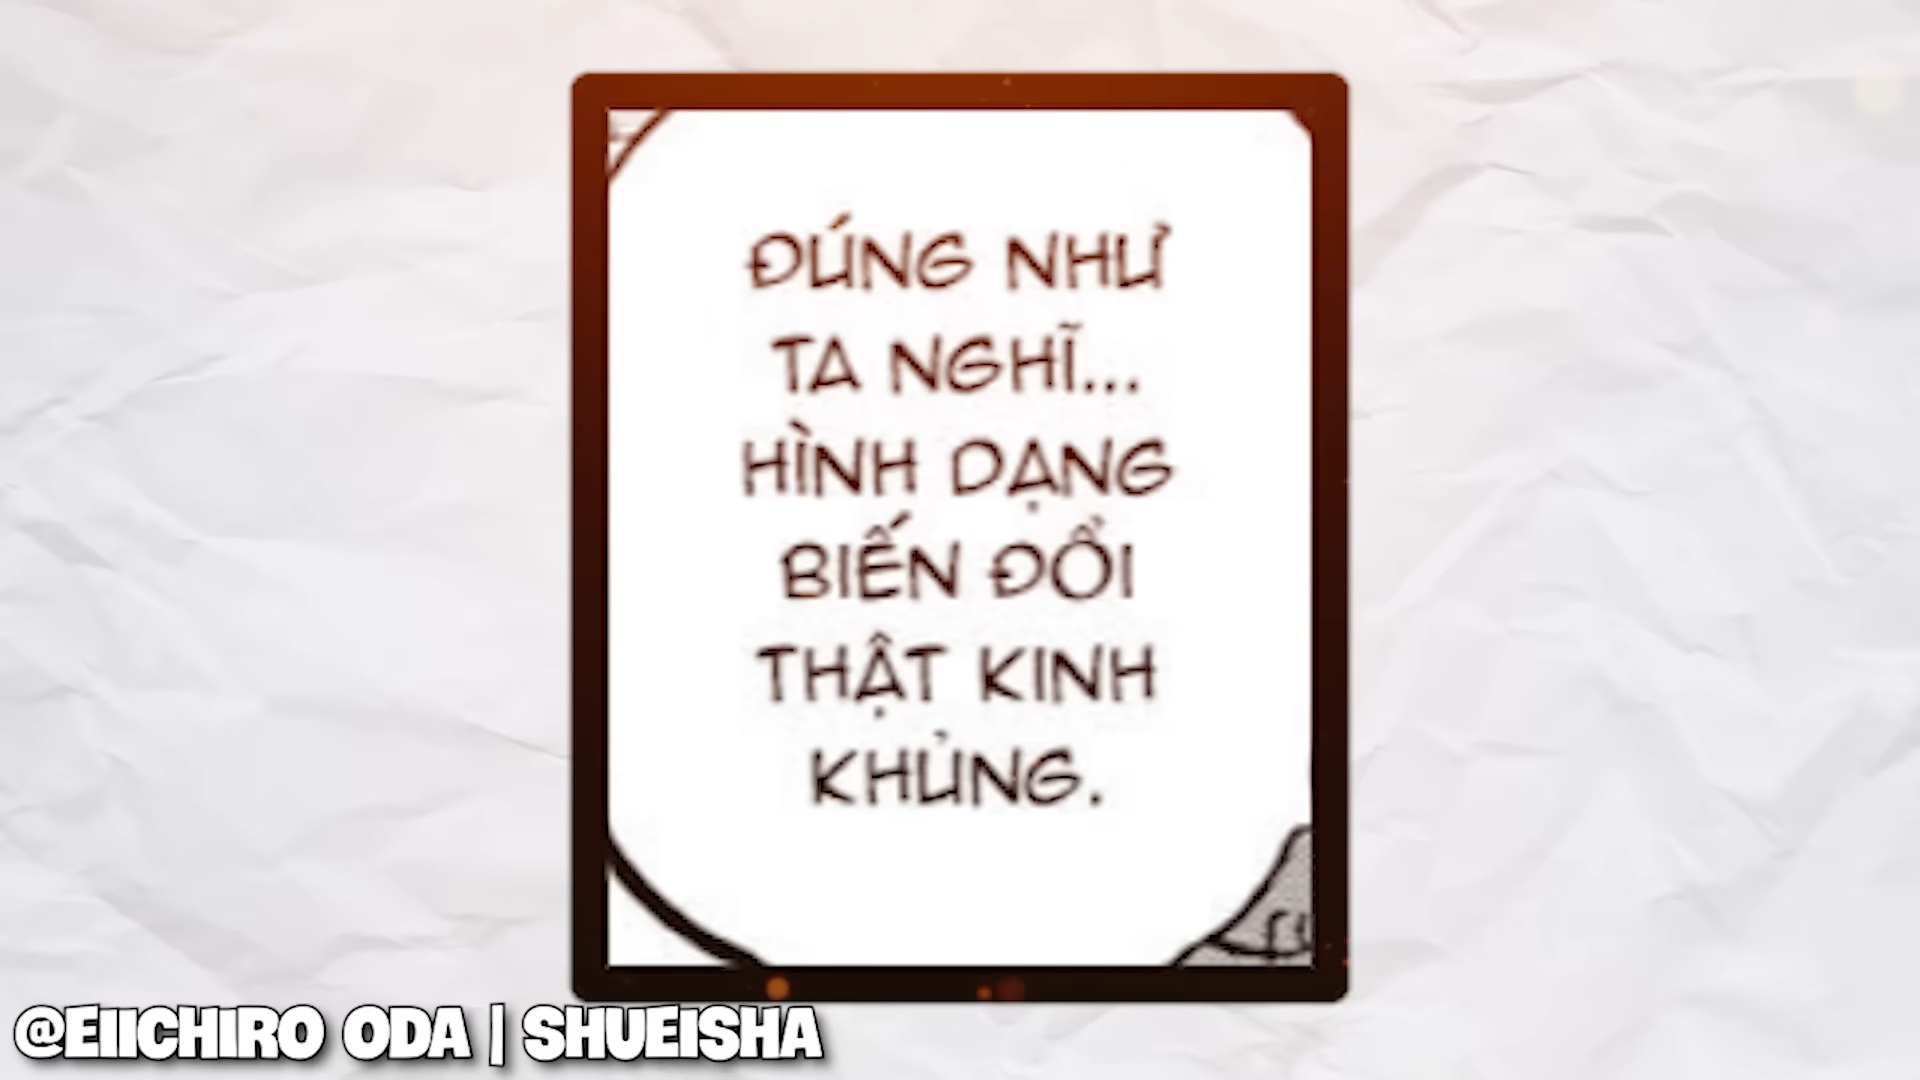 ĐÚNG NHƯ
TA NGHĨ...
HÌNH DẠNG
BIẾN ĐỔI
THẬT KINH
KHỦNG.
@EIICHIRO ODA | SHUEISHA